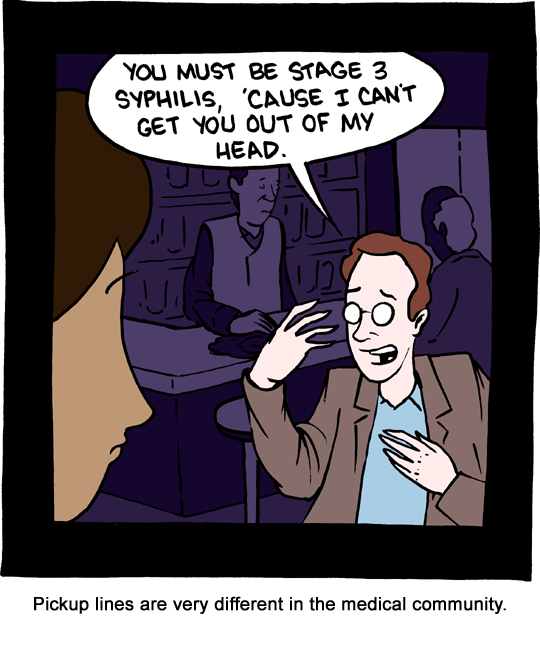 YOU MUST BE STAGE 3
SYPHILIS, 'CAUSE I CAN'T
GET YOU OUT OF MY
HEAD.
Pickup lines are very different in the medical community.